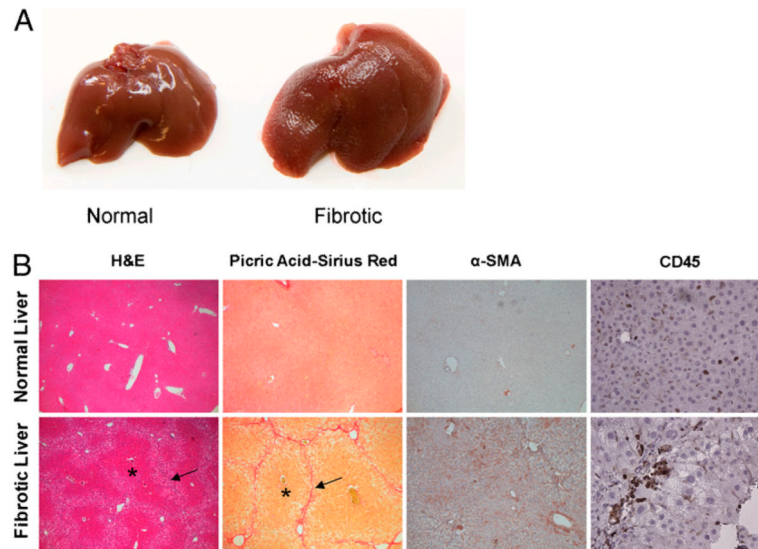 A
Normal Fibrotic
B
H&E Picric Acid-Sirius Red α-SMA CD45
Normal Liver
*
Fibrotic Liver
*